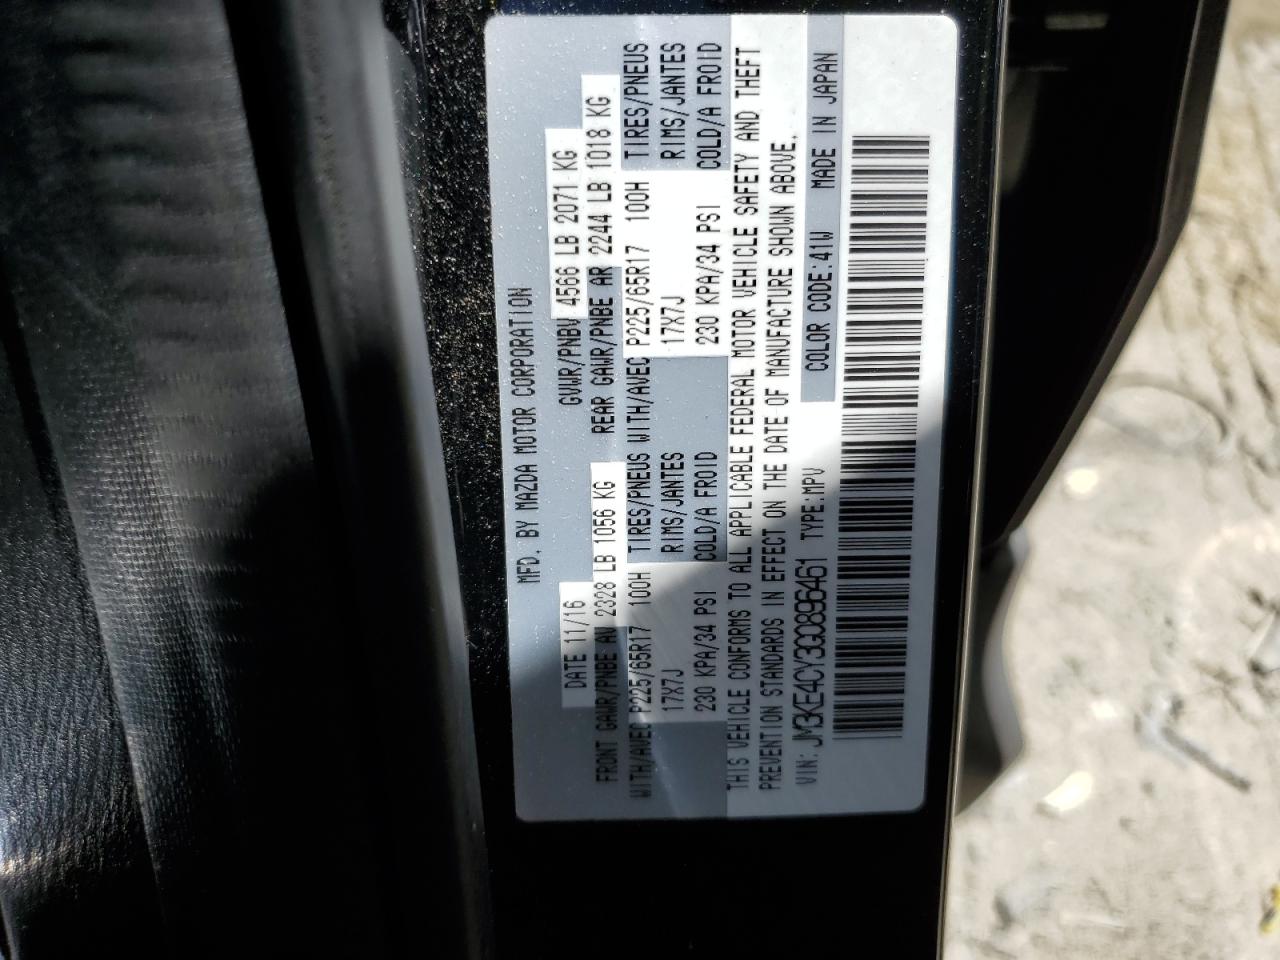 MFD. BY MAZDA MOTOR CORPORATION
DATE 11/16 GVWR/PNBV 4566 LB 2071 KG
FRONT GAWR/PNBE AV 2328 LB 1056 KG REAR GAWR/PNBE AR 2244 LB 1018 KG
WITH/AVEC P225/65R17 100H TIRES/PNEUS WITH/AVEC P225/65R17 100H TIRES/PNEUS
17X7J RIMS/JANTES 17X7J RIMS/JANTES
230 KPA/34 PSI COLD/A FROID 230 KPA/34 PSI COLD/A FROID
THIS VEHICLE CONFORMS TO ALL APPLICABLE FEDERAL MOTOR VEHICLE SAFETY AND THEFT
PREVENTION STANDARDS IN EFFECT ON THE DATE OF MANUFACTURE SHOWN ABOVE.
VIN: JM3KE4CY3G0896461 TYPE:MPV COLOR CODE:41W MADE IN JAPAN